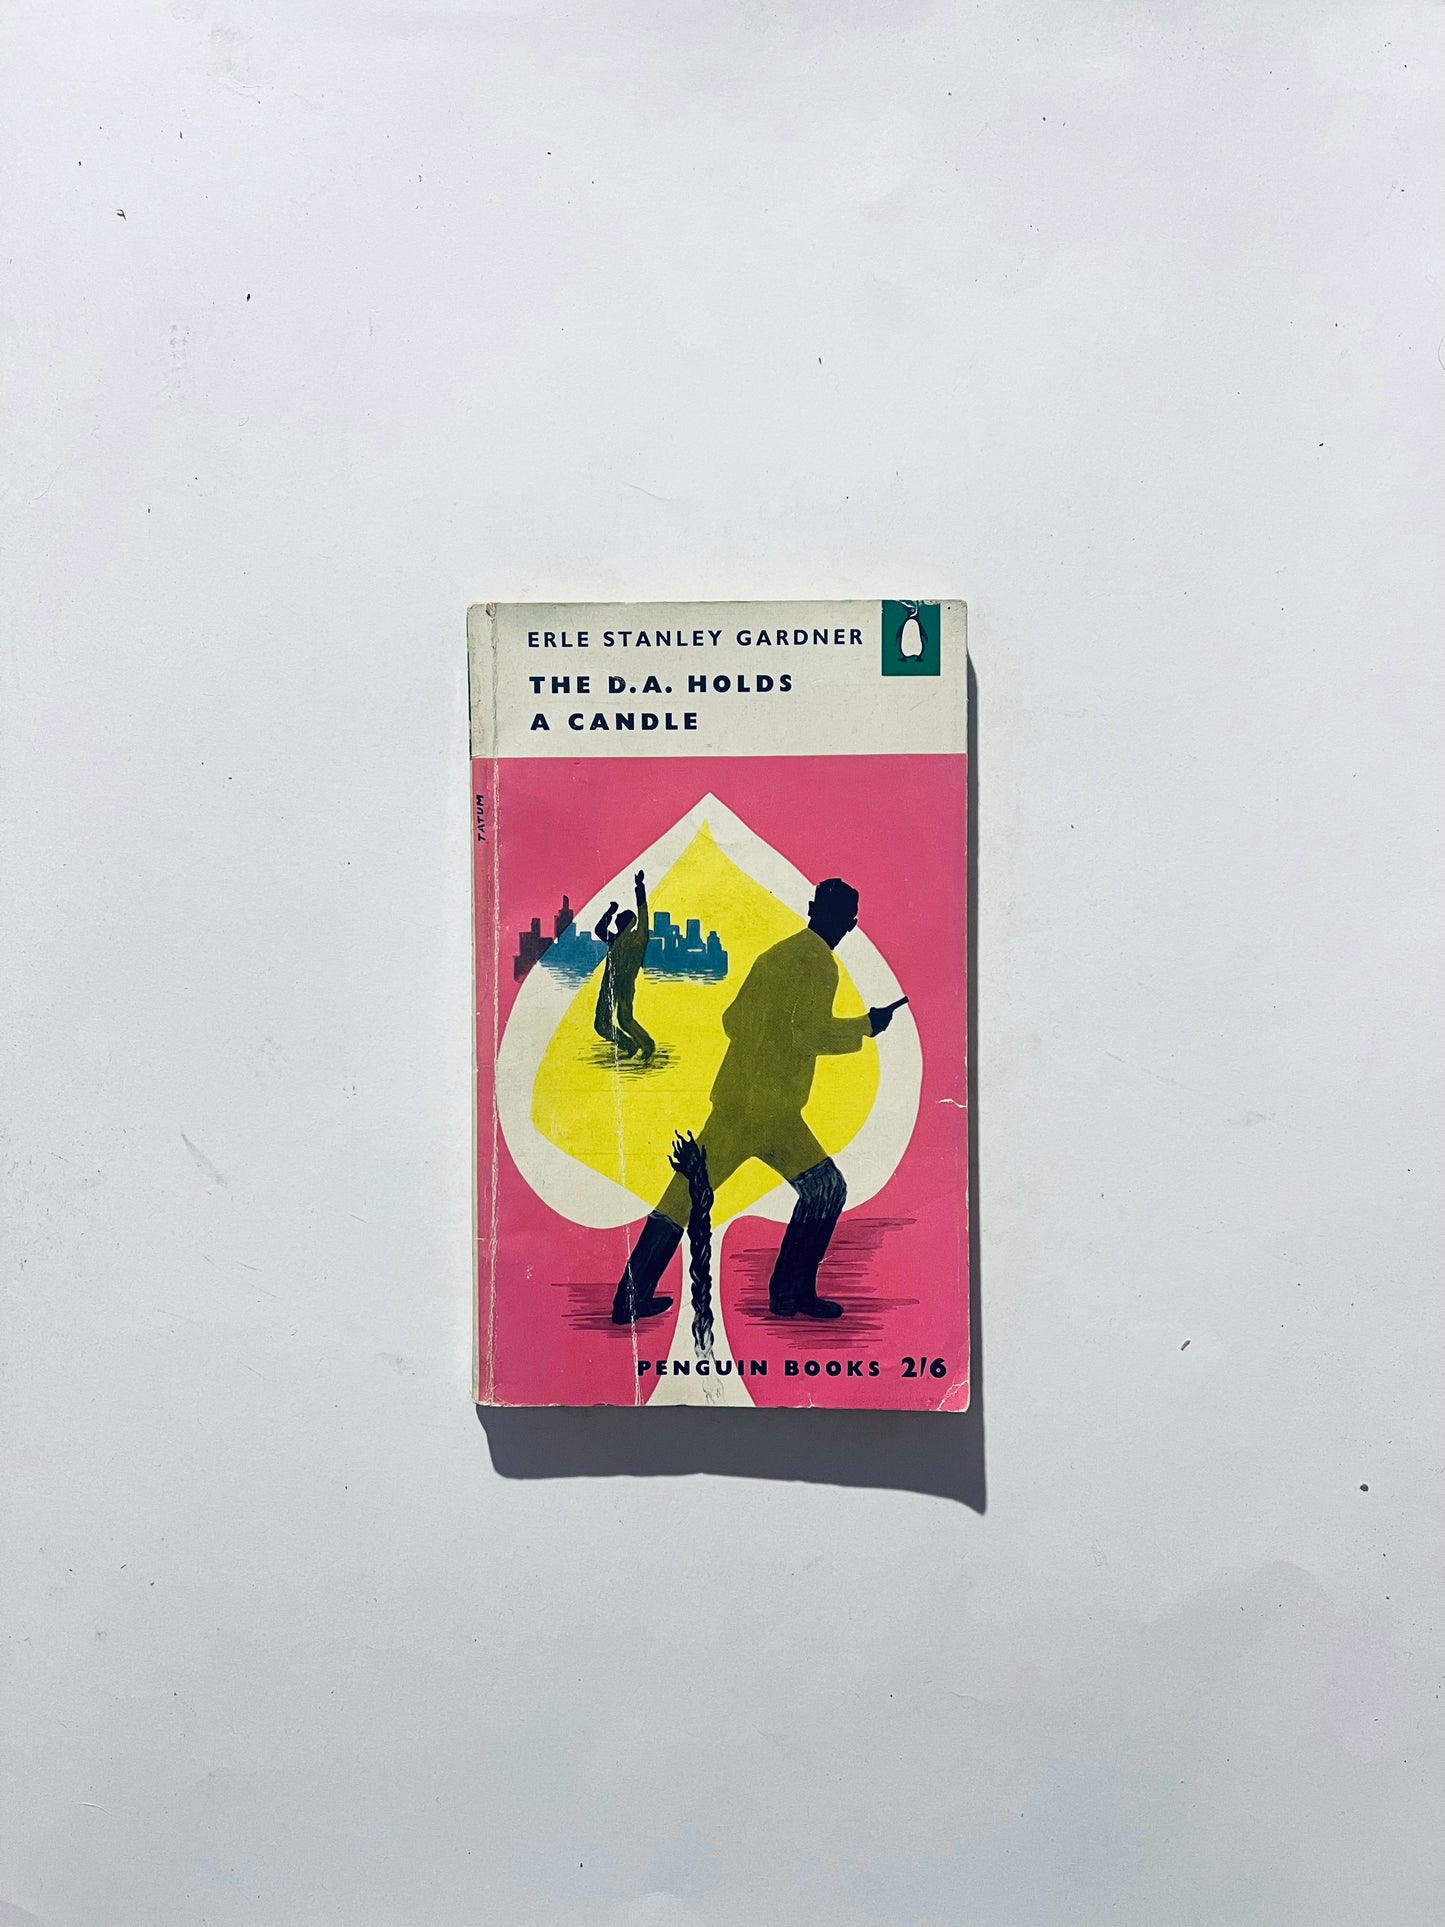 ERLE STANLEY GARDNER
THE D.A. HOLDS
A CANDLE
TATUM
PENGUIN BOOKS 2'6